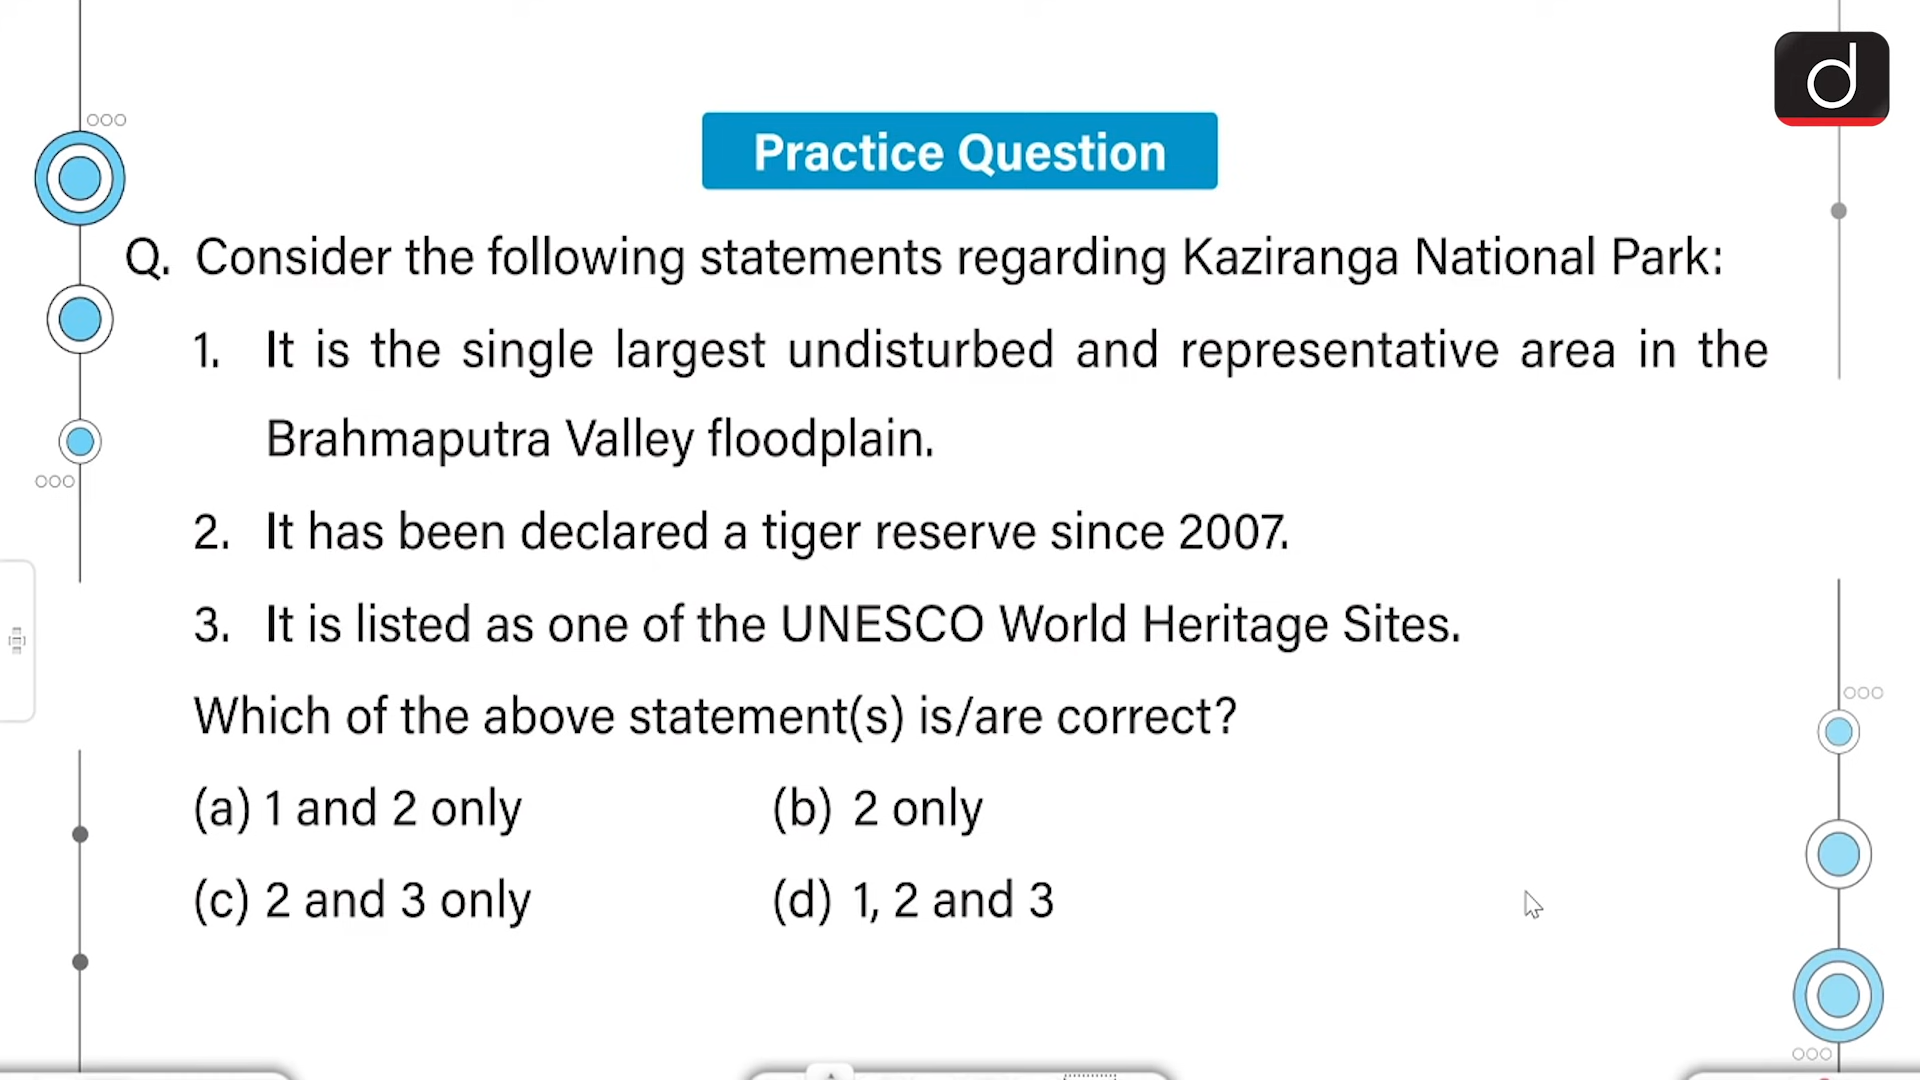 d
Practice Question
Q. Consider the following statements regarding Kaziranga National Park:
1. It is the single largest undisturbed and representative area in the
Brahmaputra Valley floodplain.
2. It has been declared a tiger reserve since 2007.
3. It is listed as one of the UNESCO World Heritage Sites.
Which of the above statement(s) is/are correct?
(a) 1 and 2 only (b) 2 only
(c) 2 and 3 only (d) 1, 2 and 3